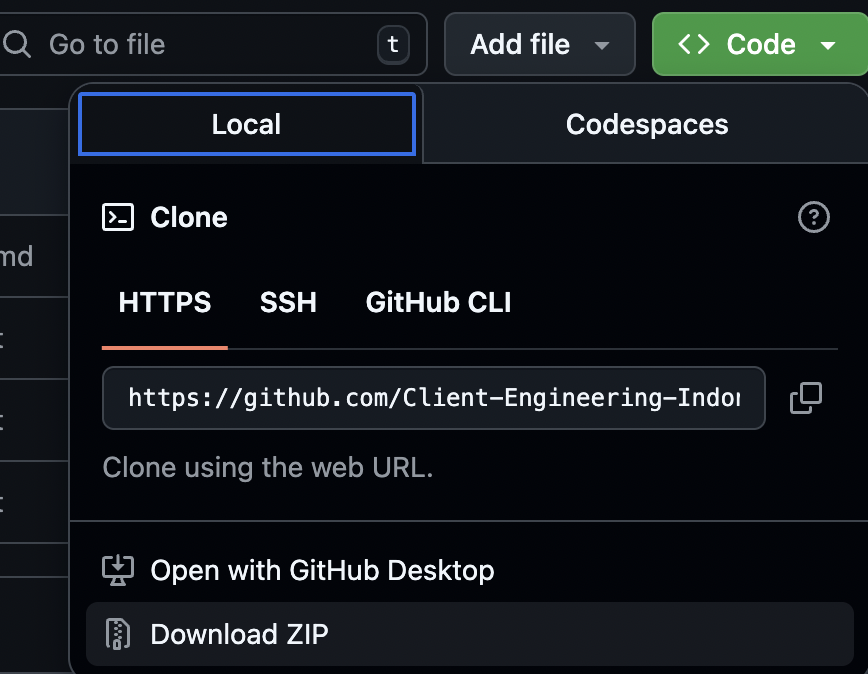 Go to file
t
Add file
Code
Local
Codespaces
Clone
HTTPS
SSH
GitHub CLI
https://github.com/Client-Engineering-Indo
Clone using the web URL.
Open with GitHub Desktop
Download ZIP
md
t
t
t